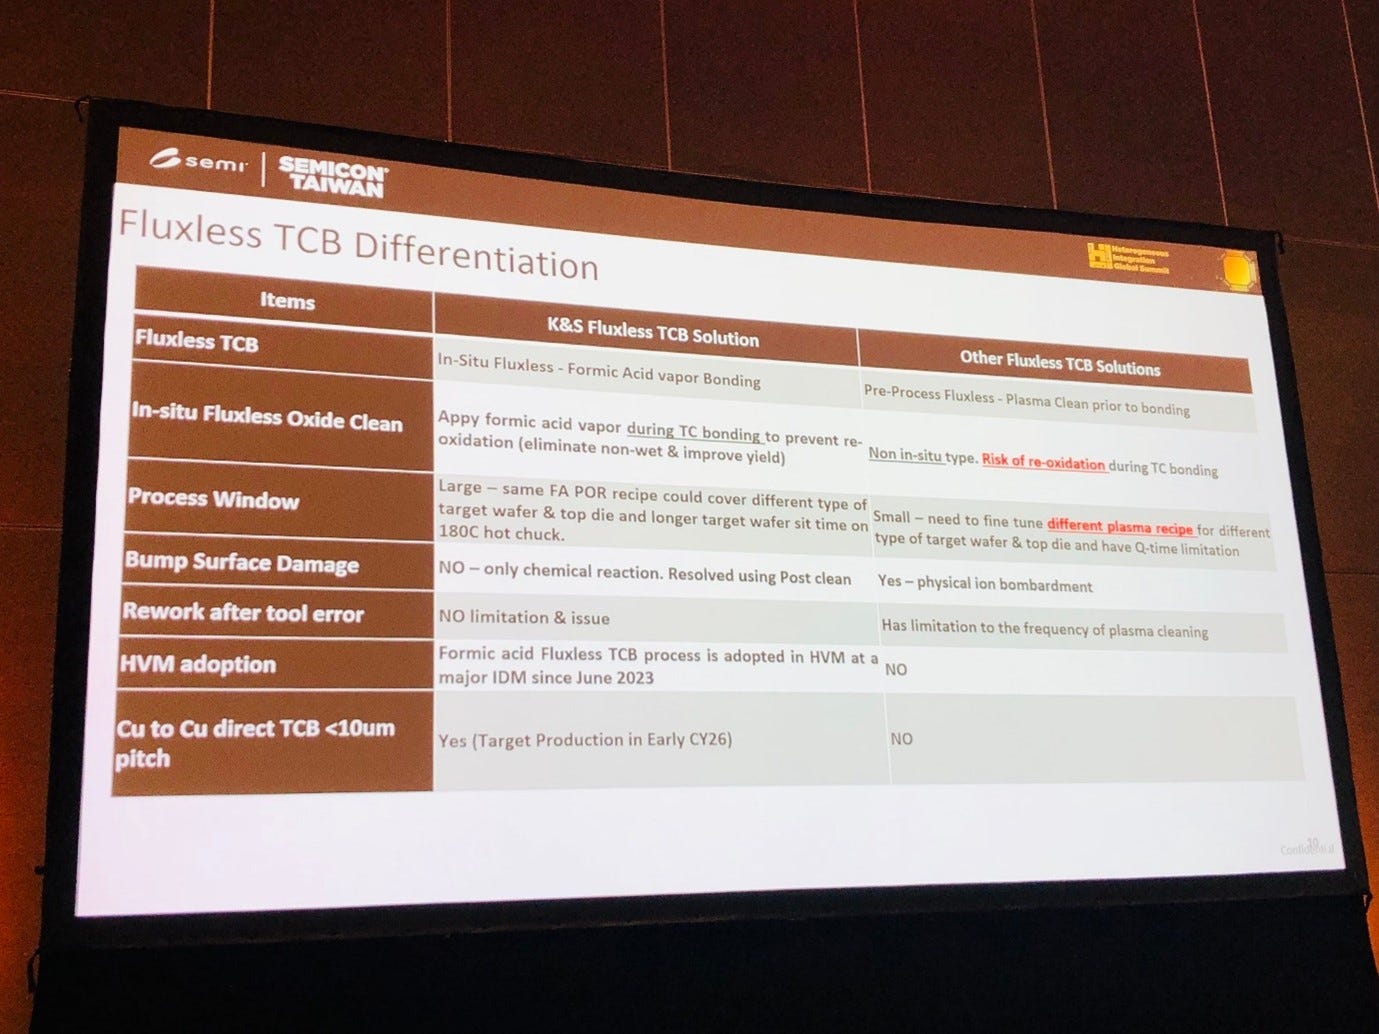 semi
SEMICON
TAIWAN
Fluxless TCB Differentiation
Heterogeneous
Integration
Global Summit
Items
K&S Fluxless TCB Solution
Other Fluxless TCB Solutions
Fluxless TCB
In-Situ Fluxless - Formic Acid vapor Bonding
Pre-Process Fluxless - Plasma Clean prior to bonding
In-situ Fluxless Oxide Clean
Appy formic acid vapor during TC bonding to prevent re-
oxidation (eliminate non-wet & improve yield)
Non in-situ type. Risk of re-oxidation during TC bonding
Process Window
Large – same FA POR recipe could cover different type of
target wafer & top die and longer target wafer sit time on
180C hot chuck.
Small – need to fine tune different plasma recipe for different
type of target wafer & top die and have Q-time limitation
Bump Surface Damage
NO – only chemical reaction. Resolved using Post clean
Yes – physical ion bombardment
Rework after tool error
NO limitation & issue
Has limitation to the frequency of plasma cleaning
HVM adoption
Formic acid Fluxless TCB process is adopted in HVM at a
major IDM since June 2023
NO
Cu to Cu direct TCB <10um
pitch
Yes (Target Production in Early CY26)
NO
10
Confidential